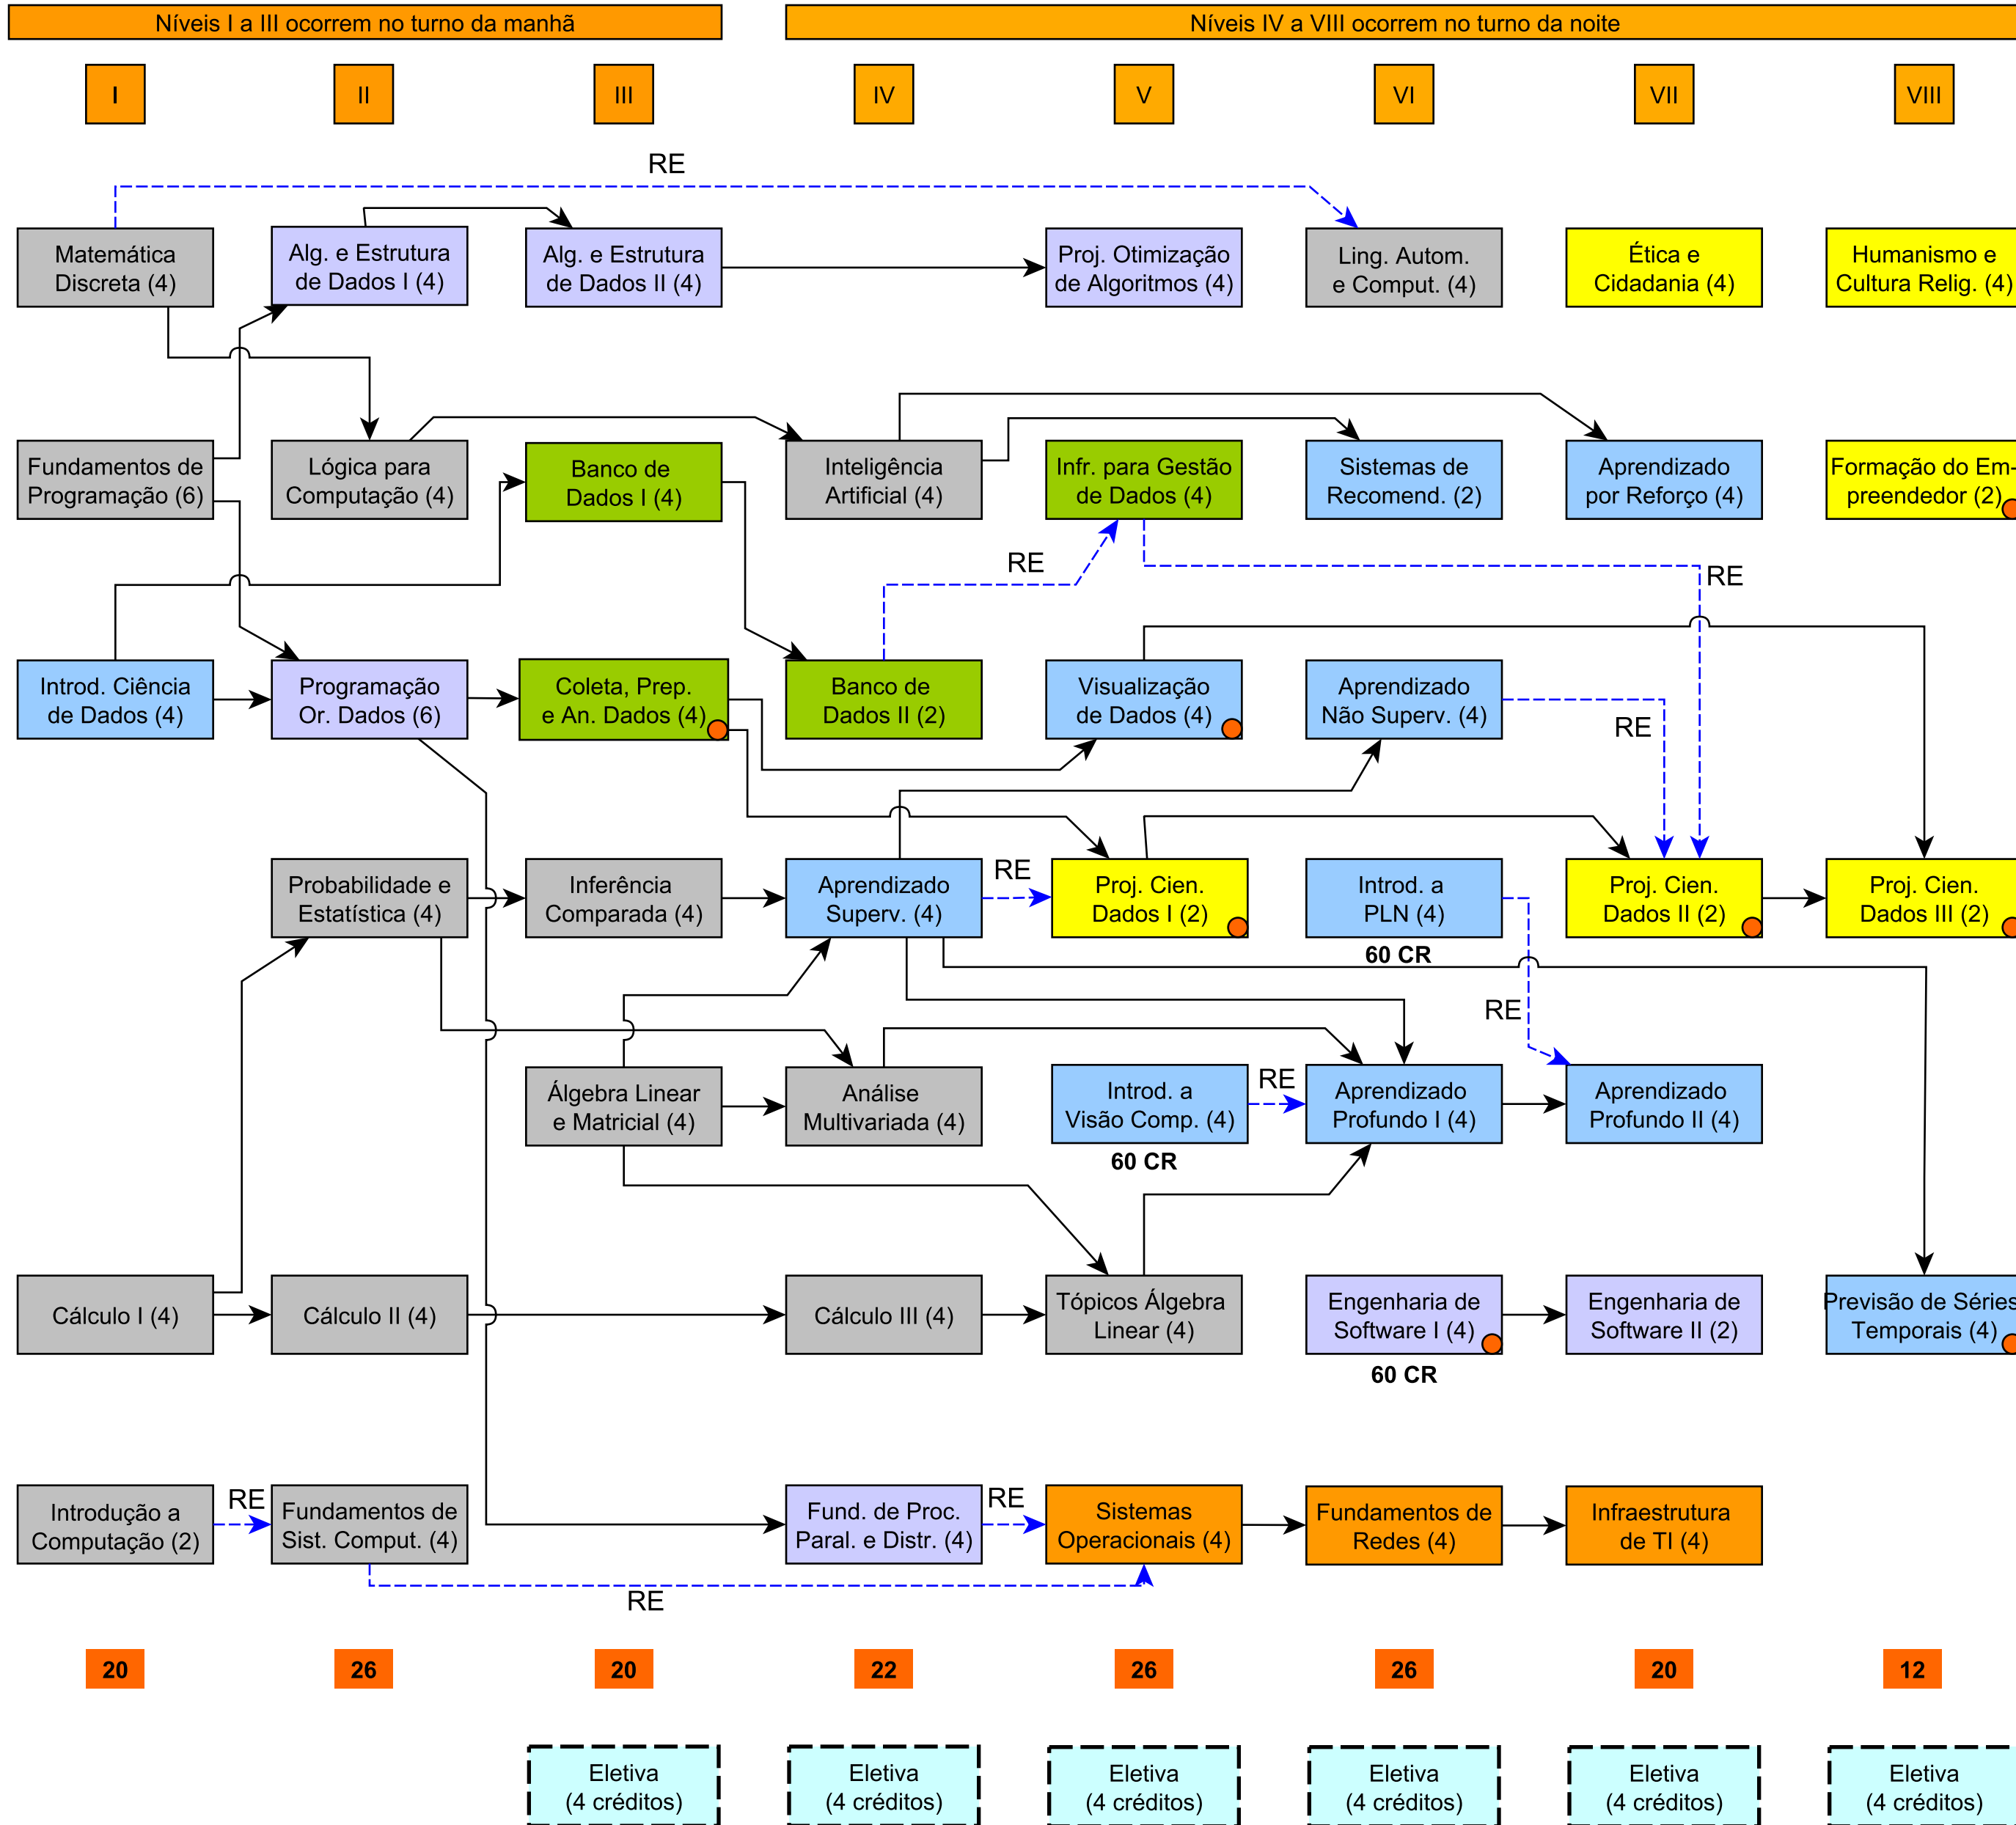 Níveis I a III ocorrem no turno da manhã
Níveis IV a VIII ocorrem no turno da noite
I
II
III
IV
V
VI
VII
VIII
RE
Matemática
Discreta (4)
Alg. e Estrutura
de Dados I (4)
Alg. e Estrutura
de Dados II (4)
Proj. Otimização
de Algoritmos (4)
Ling. Autom.
e Comput. (4)
Ética e
Cidadania (4)
Humanismo e
Cultura Relig. (4)
Fundamentos de
Programação (6)
Lógica para
Computação (4)
Banco de
Dados I (4)
Inteligência
Artificial (4)
Infr. para Gestão
de Dados (4)
Sistemas de
Recomend. (2)
Aprendizado
por Reforço (4)
Formação do Em-
preendedor (2)
RE
RE
Introd. Ciência
de Dados (4)
Programação
Or. Dados (6)
Coleta, Prep.
e An. Dados (4)
Banco de
Dados II (2)
Visualização
de Dados (4)
Aprendizado
Não Superv. (4)
RE
Probabilidade e
Estatística (4)
Inferência
Comparada (4)
Aprendizado
Superv. (4)
RE
Proj. Cien.
Dados I (2)
Introd. a
PLN (4)
60 CR
Proj. Cien.
Dados II (2)
Proj. Cien.
Dados III (2)
RE
Álgebra Linear
e Matricial (4)
Análise
Multivariada (4)
Introd. a
Visão Comp. (4)
60 CR
RE
Aprendizado
Profundo I (4)
Aprendizado
Profundo II (4)
Cálculo I (4)
Cálculo II (4)
Cálculo III (4)
Tópicos Álgebra
Linear (4)
Engenharia de
Software I (4)
60 CR
Engenharia de
Software II (2)
Previsão de Séries
Temporais (4)
Introdução a
Computação (2)
RE
Fundamentos de
Sist. Comput. (4)
Fund. de Proc.
Paral. e Distr. (4)
RE
Sistemas
Operacionais (4)
Fundamentos de
Redes (4)
Infraestrutura
de TI (4)
RE
20
26
20
22
26
26
20
12
Eletiva
(4 créditos)
Eletiva
(4 créditos)
Eletiva
(4 créditos)
Eletiva
(4 créditos)
Eletiva
(4 créditos)
Eletiva
(4 créditos)